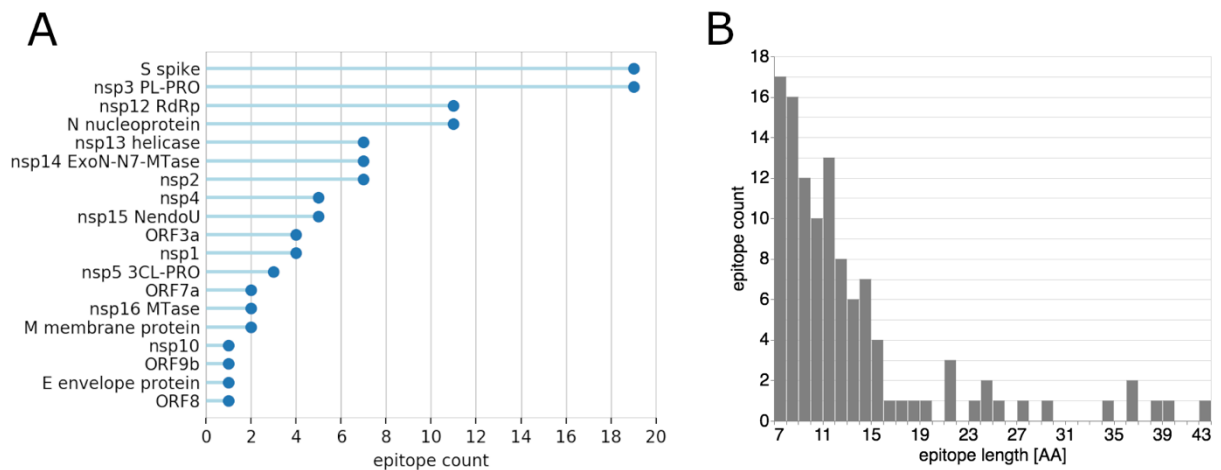 A
S spike
nsp3 PL-PRO
nsp12 RdRp
N nucleoprotein
nsp13 helicase
nsp14 ExoN-N7-MTase
nsp2
nsp4
nsp15 NendoU
ORF3a
nsp1
nsp5 3CL-PRO
ORF7a
nsp16 MTase
M membrane protein
nsp10
ORF9b
E envelope protein
ORF8
0 2 4 6 8 10 12 14 16 18 20
epitope count
B
18
16
14
12
10
8
6
4
2
0
epitope count
7 11 15 19 23 27 31 35 39 43
epitope length [AA]